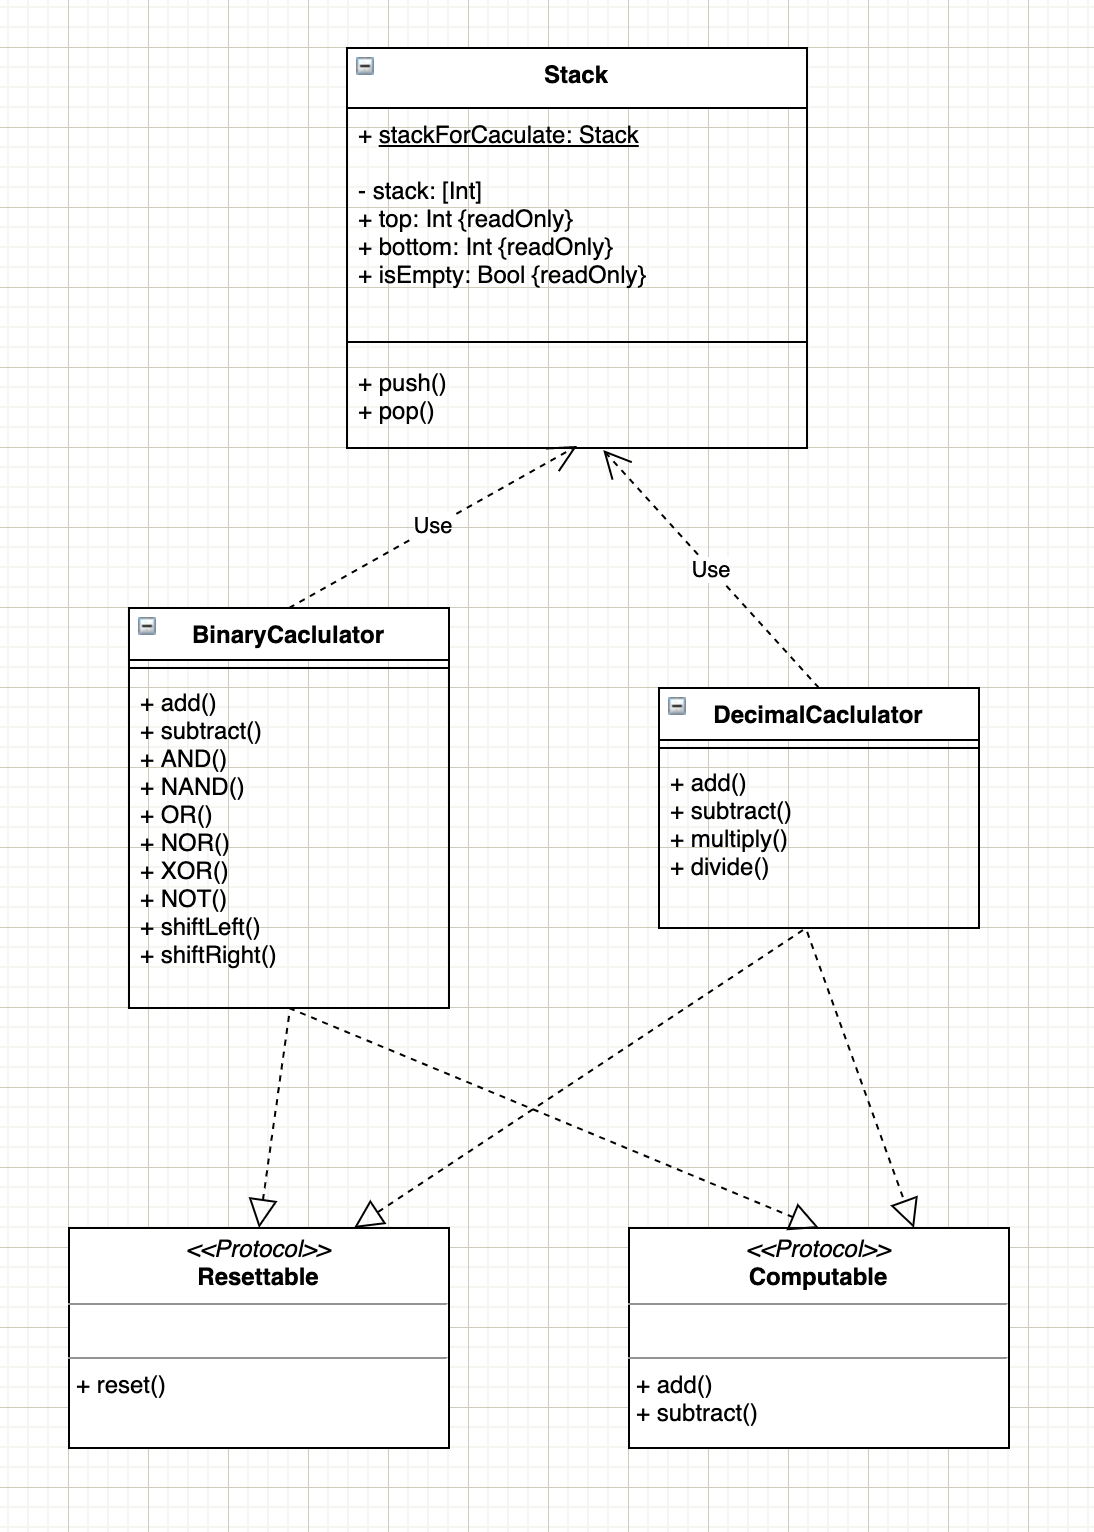 Stack
+ stackForCaculate: Stack
- stack: [Int]
+ top: Int {readOnly}
+ bottom: Int {readOnly}
+ isEmpty: Bool {readOnly}
+ push()
+ pop()
Use
Use
BinaryCaclulator
+ add()
+ subtract()
+ AND()
+ NAND()
+ OR()
+ NOR()
+ XOR()
+ NOT()
+ shiftLeft()
+ shiftRight()
DecimalCaclulator
+ add()
+ subtract()
+ multiply()
+ divide()
<<Protocol>>
Resettable
+ reset()
<<Protocol>>
Computable
+ add()
+ subtract()